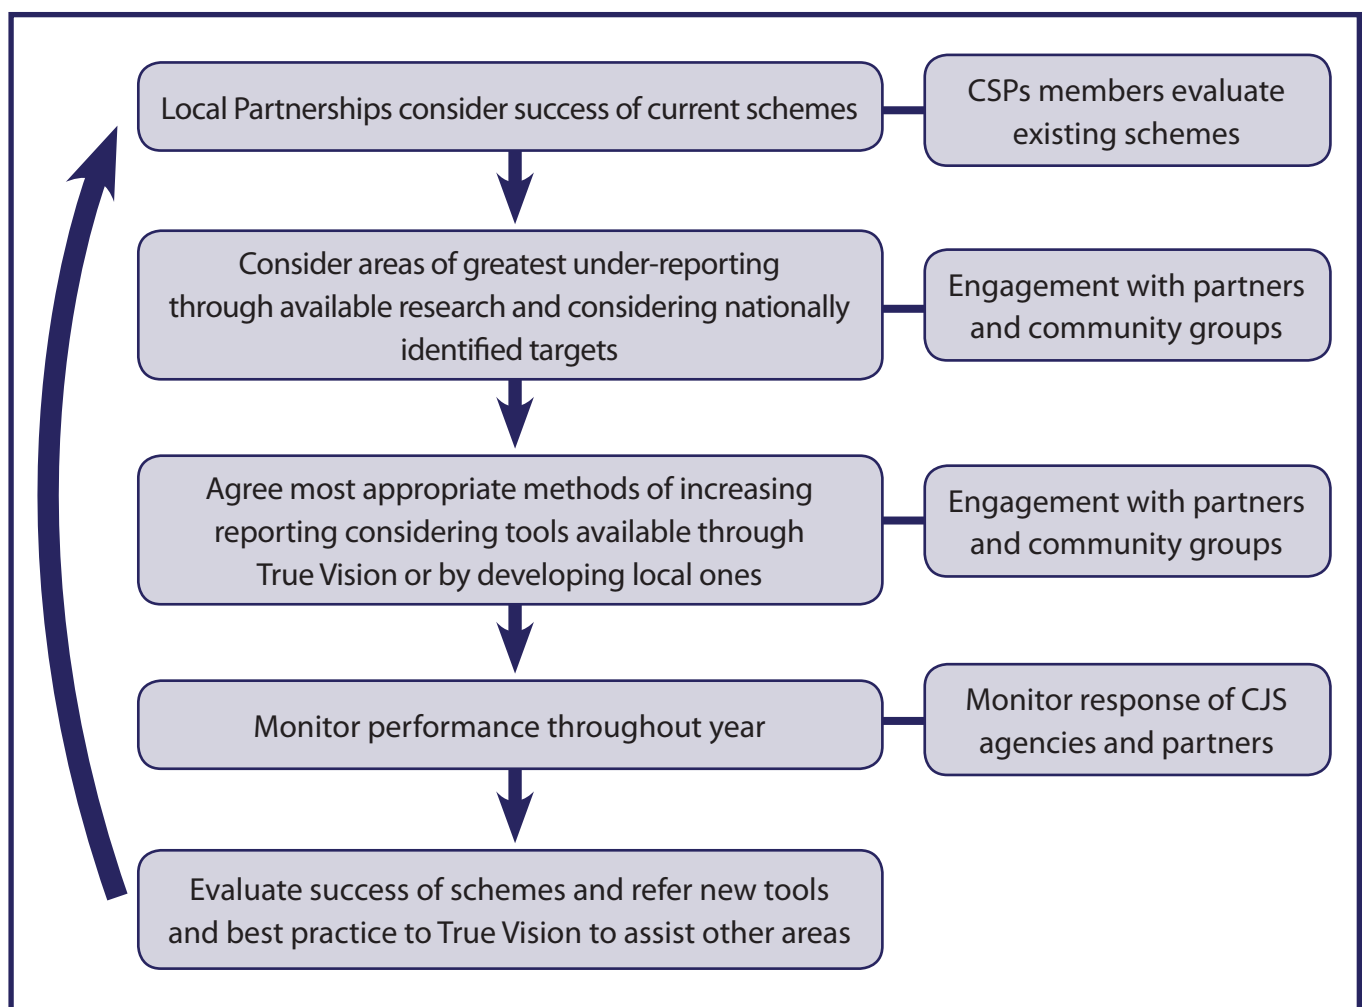 Local Partnerships consider success of current schemes
CSPs members evaluate
existing schemes
Consider areas of greatest under-reporting
through available research and considering nationally
identified targets
Engagement with partners
and community groups
Agree most appropriate methods of increasing
reporting considering tools available through
True Vision or by developing local ones
Engagement with partners
and community groups
Monitor performance throughout year
Monitor response of CJS
agencies and partners
Evaluate success of schemes and refer new tools
and best practice to True Vision to assist other areas